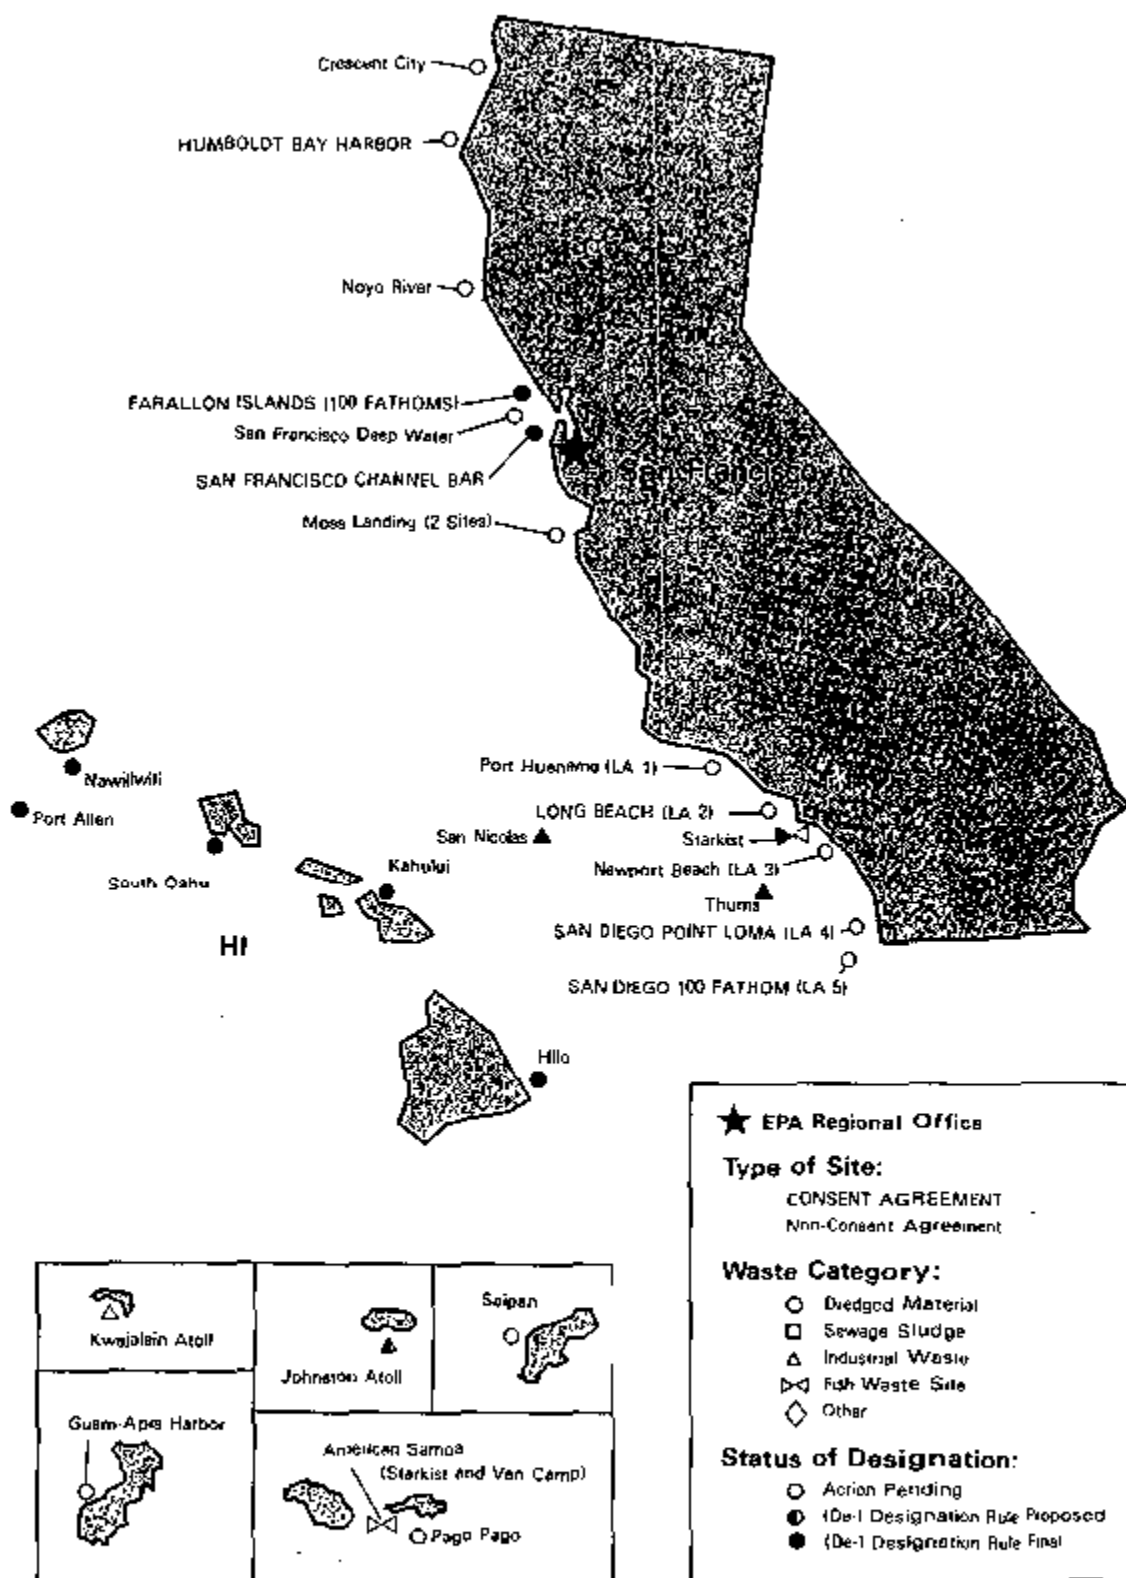 Crescent City
HUMBOLDT BAY HARBOR
Noyo River
FARALLON ISLANDS (100 FATHOMS)
San Francisco Deep Water
SAN FRANCISCO CHANNEL BAR
Moss Landing (2 Sites)
CA
San Francisco
Nawiliwili
Port Allen
South Oahu
Kahului
HI
Hilo
Port Hueneme (LA 1)
LONG BEACH (LA 2)
San Nicolas
Starkist
Newport Beach (LA 3)
Thums
SAN DIEGO POINT LOMA (LA 4)
SAN DIEGO 100 FATHOM (LA 5)
Kwajalein Atoll
Johnston Atoll
Saipan
Guam-Apra Harbor
American Samoa
(Starkist and Van Camp)
Pago Pago
EPA Regional Office
Type of Site:
CONSENT AGREEMENT
Non-Consent Agreement
Waste Category:
Dredged Material
Sewage Sludge
Industrial Waste
Fish Waste Site
Other
Status of Designation:
Action Pending
(De-) Designation Rule Proposed
(De-) Designation Rule Final